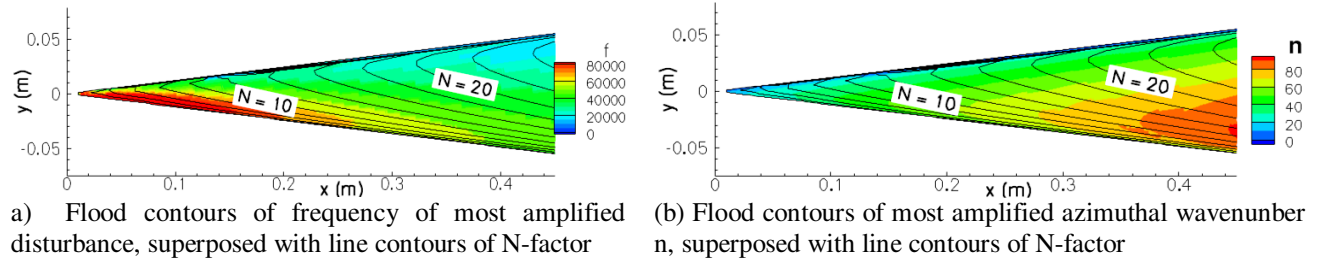 0.05
0
-0.05
y (m)
0
0.1
0.2
0.3
0.4
x (m)
N = 10
N = 20
f
80000
60000
40000
20000
0
0.05
0
-0.05
y (m)
0
0.1
0.2
0.3
0.4
x (m)
N = 10
N = 20
n
80
60
40
20
0
a) Flood contours of frequency of most amplified
disturbance, superposed with line contours of N-factor
(b) Flood contours of most amplified azimuthal wavenunber
n, superposed with line contours of N-factor